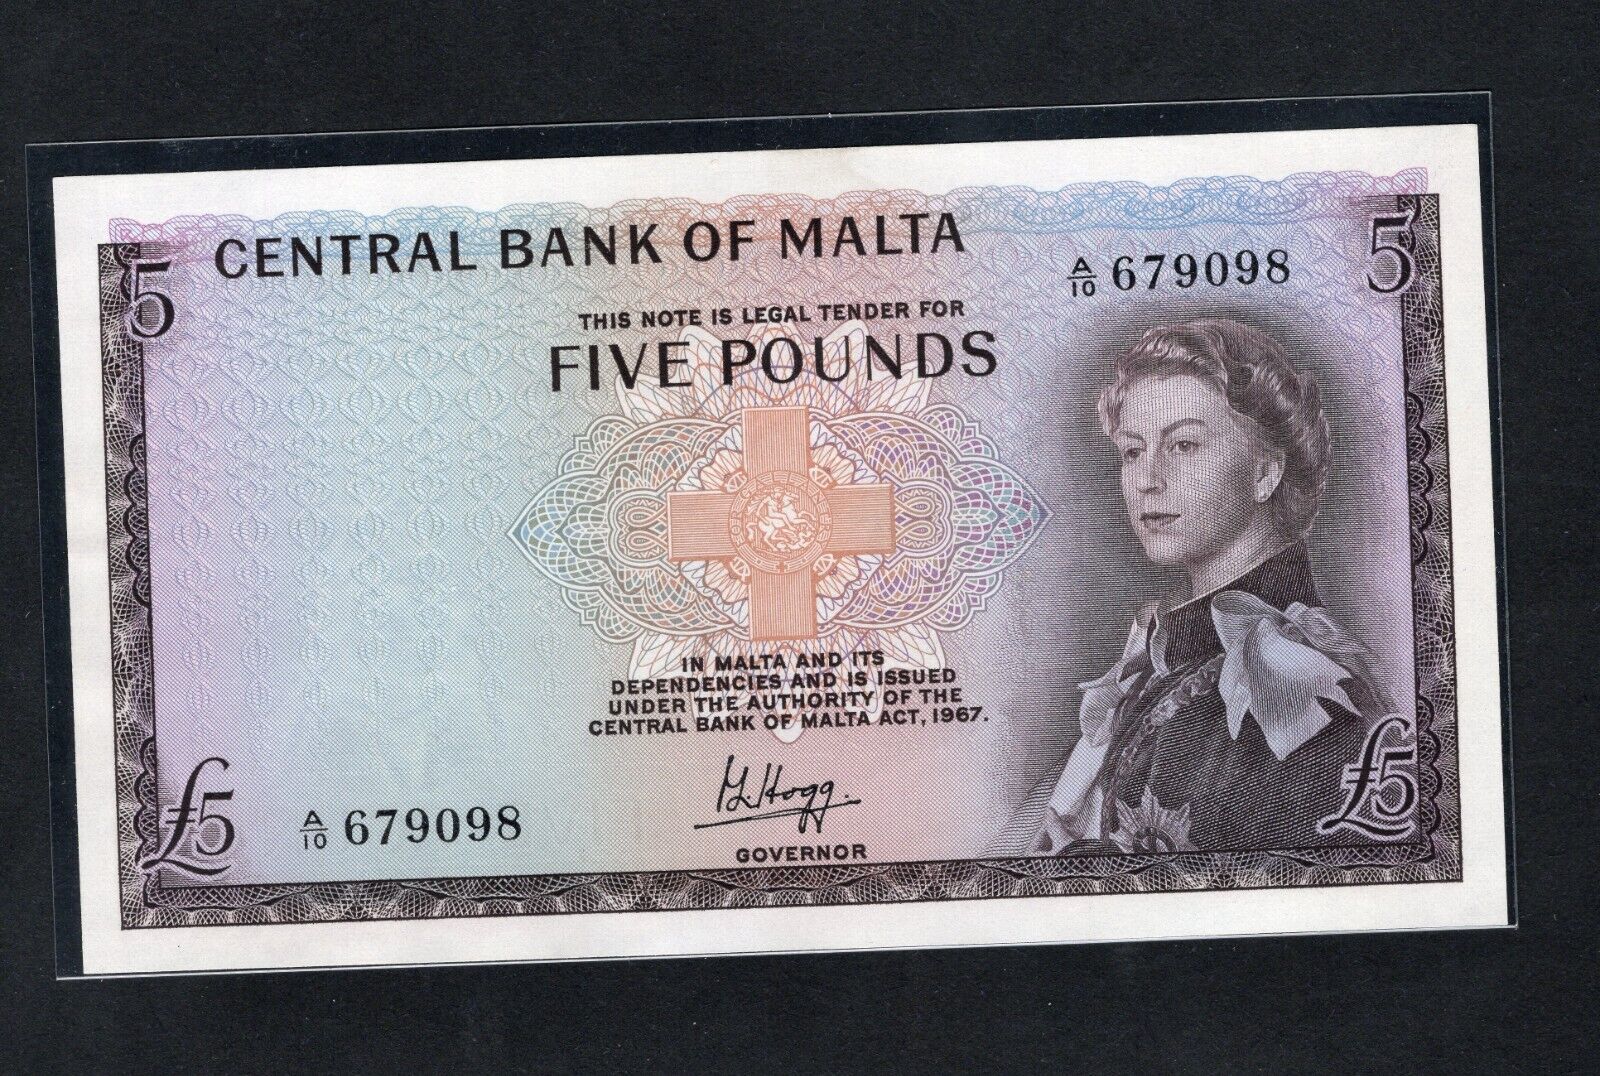 CENTRAL BANK OF MALTA
5
5
A/10 679098
THIS NOTE IS LEGAL TENDER FOR
FIVE POUNDS
IN MALTA AND ITS
DEPENDENCIES AND IS ISSUED
UNDER THE AUTHORITY OF THE
CENTRAL BANK OF MALTA ACT, 1967.
£5
A/10 679098
Hogg.
GOVERNOR
£5